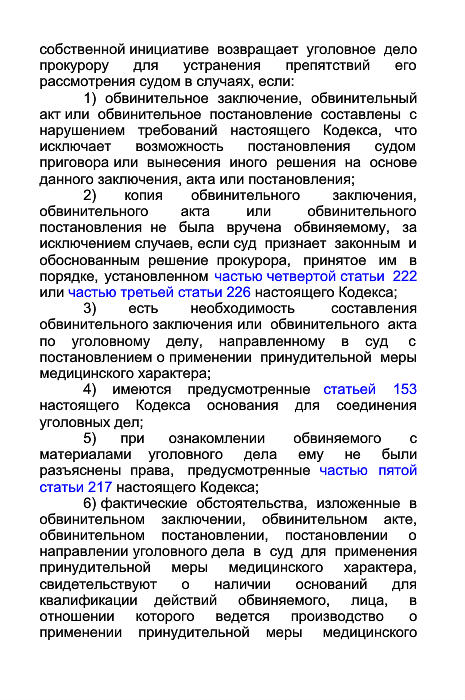 собственной инициативе возвращает уголовное дело
прокурору для устранения препятствий его
рассмотрения судом в случаях, если:
1) обвинительное заключение, обвинительный
акт или обвинительное постановление составлены с
нарушением требований настоящего Кодекса, что
исключает возможность постановления судом
приговора или вынесения иного решения на основе
данного заключения, акта или постановления;
2) копия обвинительного заключения,
обвинительного акта или обвинительного
постановления не была вручена обвиняемому, за
исключением случаев, если суд признает законным и
обоснованным решение прокурора, принятое им в
порядке, установленном частью четвертой статьи 222
или частью третьей статьи 226 настоящего Кодекса;
3) есть необходимость составления
обвинительного заключения или обвинительного акта
по уголовному делу, направленному в суд с
постановлением о применении принудительной меры
медицинского характера;
4) имеются предусмотренные статьей 153
настоящего Кодекса основания для соединения
уголовных дел;
5) при ознакомлении обвиняемого с
материалами уголовного дела ему не были
разъяснены права, предусмотренные частью пятой
статьи 217 настоящего Кодекса;
6) фактические обстоятельства, изложенные в
обвинительном заключении, обвинительном акте,
обвинительном постановлении, постановлении о
направлении уголовного дела в суд для применения
принудительной меры медицинского характера,
свидетельствуют о наличии оснований для
квалификации действий обвиняемого, лица, в
отношении которого ведется производство о
применении принудительной меры медицинского